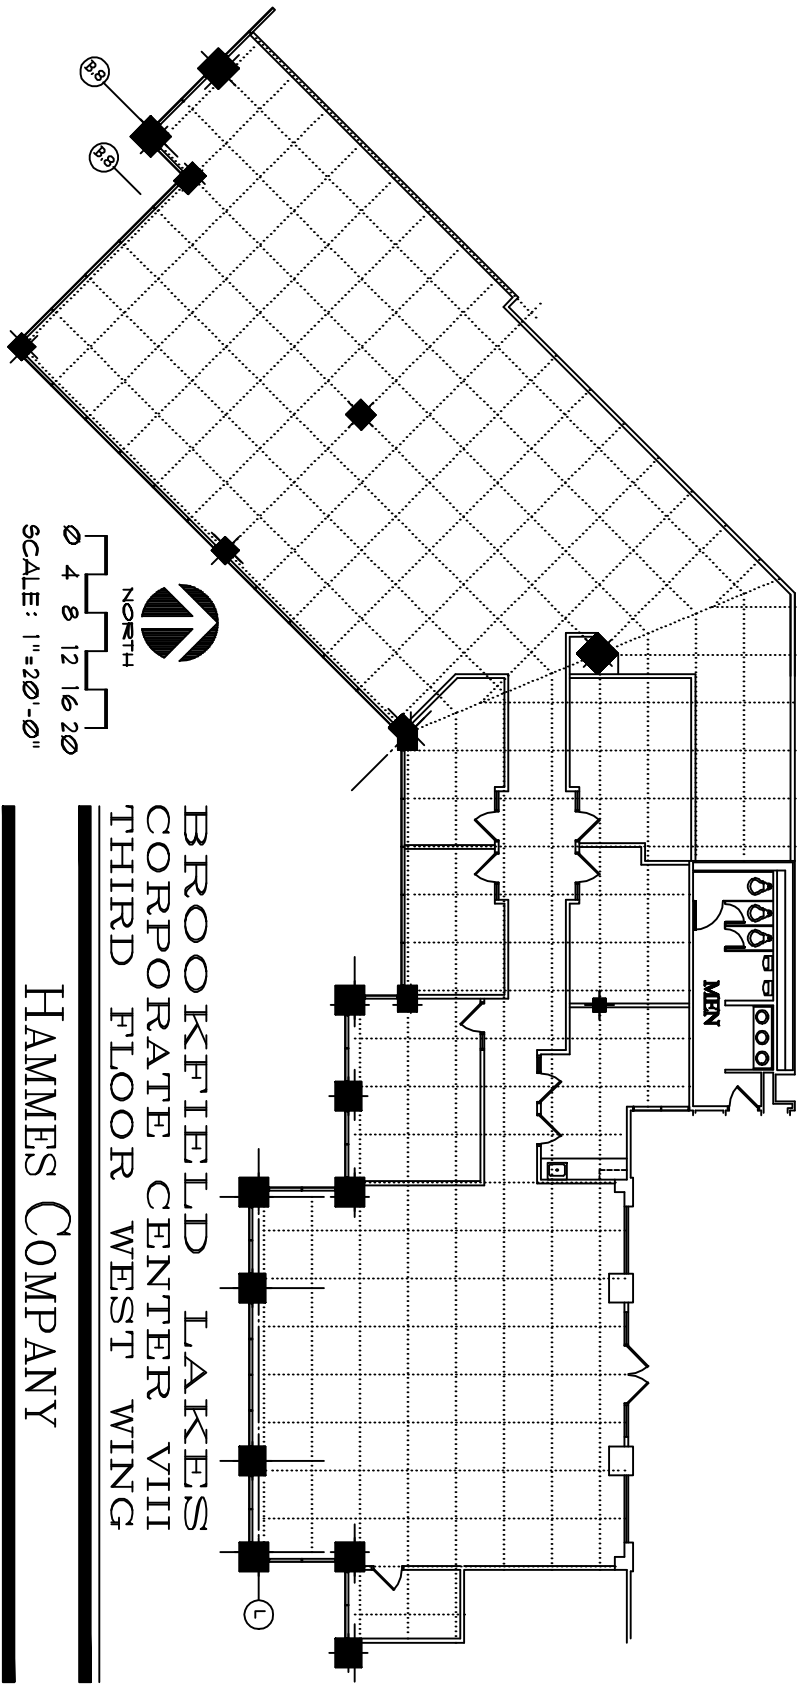 B.8
B.8
MEN
L
NORTH
0 4 8 12 16 20
SCALE: 1"=20'-0"
BROOKFIELD LAKES
CORPORATE CENTER VIII
THIRD FLOOR WEST WING
HAMMES COMPANY